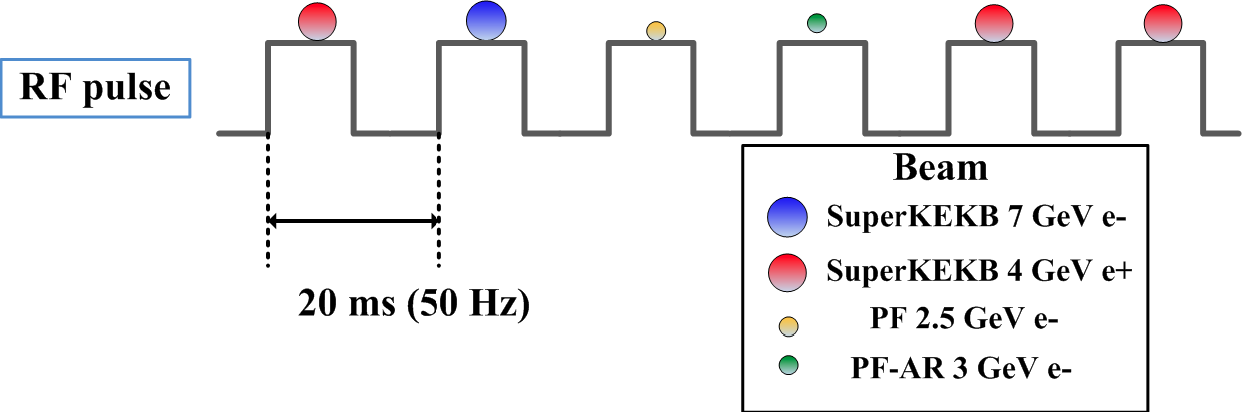 RF pulse
20 ms (50 Hz)
Beam
SuperKEKB 7 GeV e-
SuperKEKB 4 GeV e+
PF 2.5 GeV e-
PF-AR 3 GeV e-